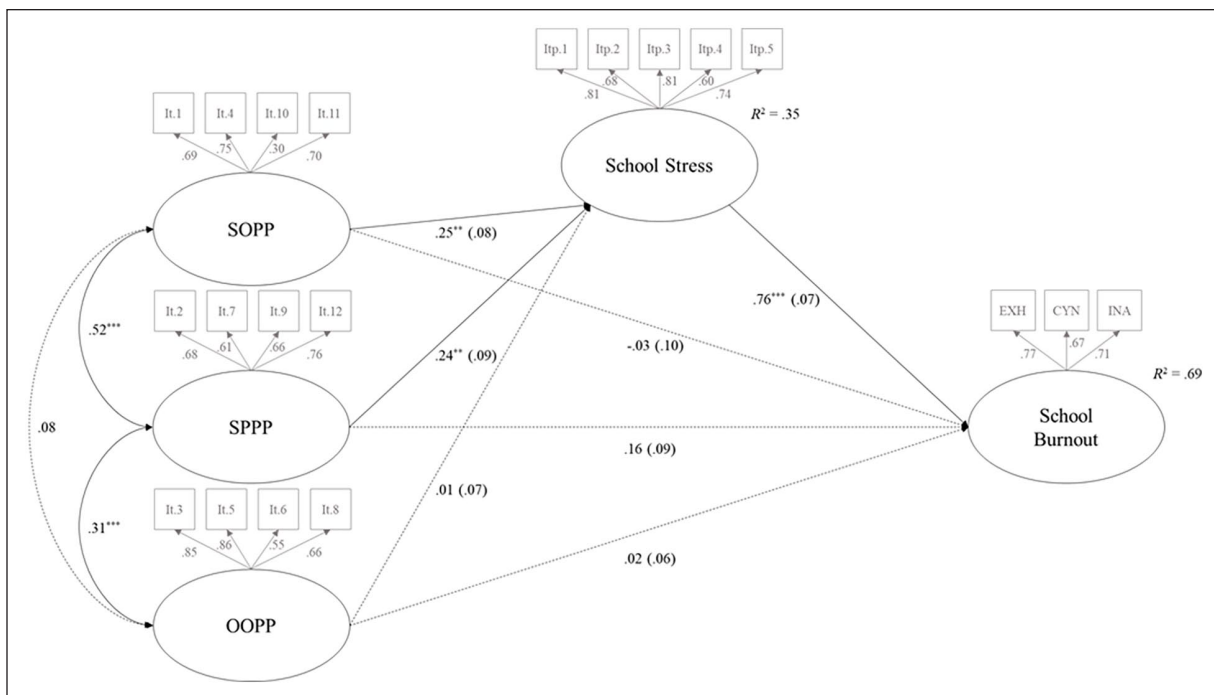 Itp.1 Itp.2 Itp.3 Itp.4 Itp.5
.81 .68 .81 .60 .74
R² = .35
School Stress
It.1 It.4 It.10 It.11
.69 .75 .30 .70
SOPP
.25** (.08)
.76*** (.07)
It.2 It.7 It.9 It.12
.68 .61 .66 .76
.52***
.24** (.09)
-.03 (.10)
EXH CYN INA
.77 .67 .71
R² = .69
SPPP
School
Burnout
.08
.16 (.09)
.01 (.07)
It.3 It.5 It.6 It.8
.85 .86 .55 .66
.31***
.02 (.06)
OOPP